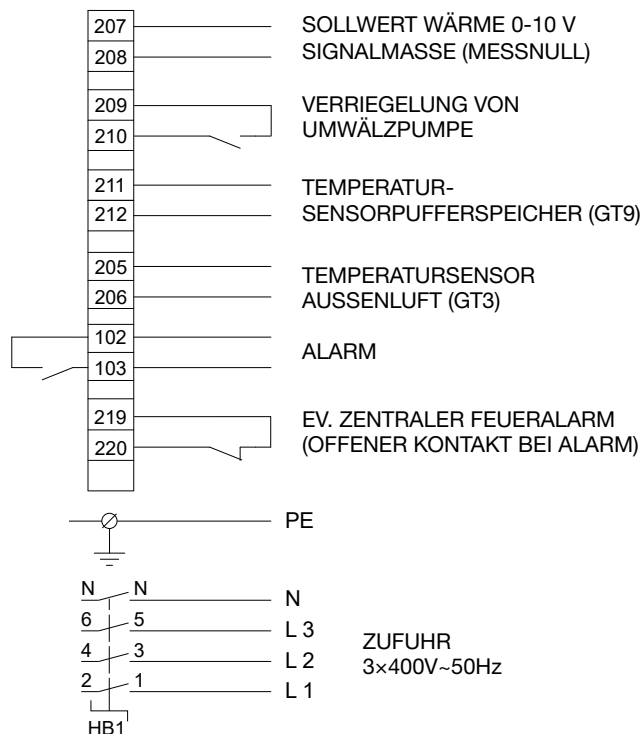 207 SOLLWERT WÄRME 0-10 V
208 SIGNALMASSE (MESSNULL)
209 VERRIEGELUNG VON
210 UMWÄLZPUMPE
211 TEMPERATUR-
212 SENSORPUFFERSPEICHER (GT9)
205 TEMPERATURSENSOR
206 AUSSENLUFT (GT3)
102
ALARM
103
219 EV. ZENTRALER FEUERALARM
220 (OFFENER KONTAKT BEI ALARM)
PE
N N N
6 5 L 3
ZUFUHR
4 3 L 2
3×400V~50Hz
2 1 L 1
HB1